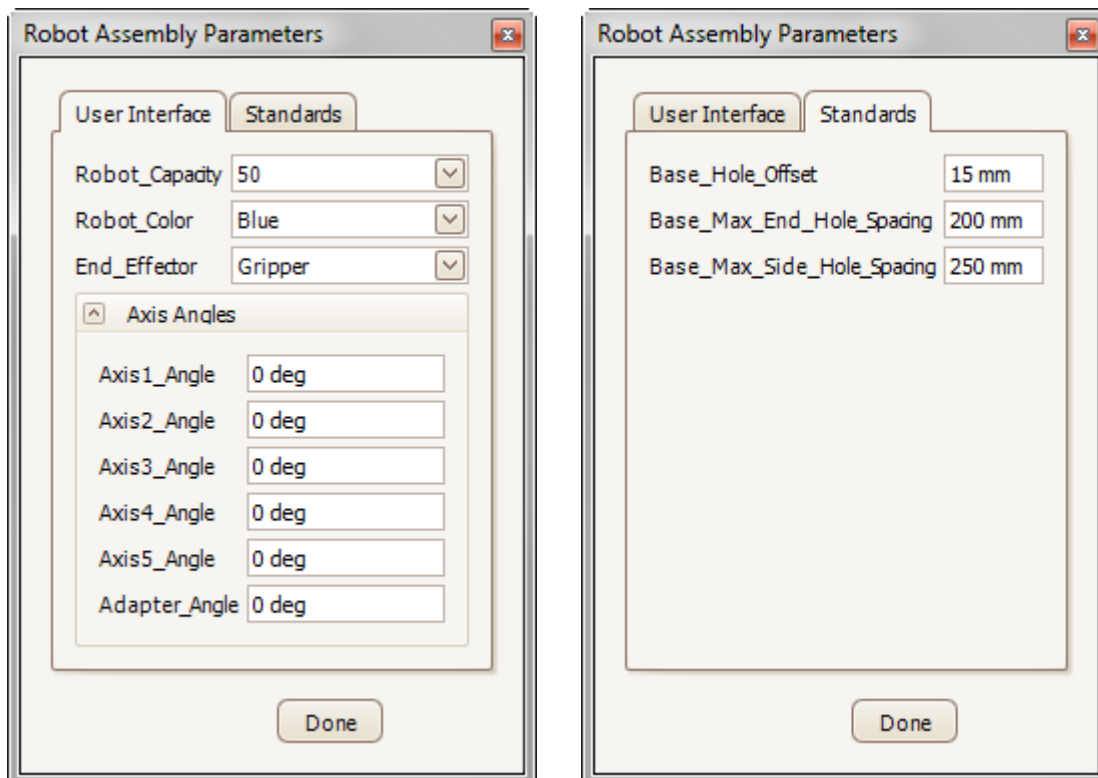 Robot Assembly Parameters
User Interface
Standards
Robot_Capacity 50
Robot_Color Blue
End_Effector Gripper
Axis Angles
Axis1_Angle 0 deg
Axis2_Angle 0 deg
Axis3_Angle 0 deg
Axis4_Angle 0 deg
Axis5_Angle 0 deg
Adapter_Angle 0 deg
Done
Robot Assembly Parameters
User Interface
Standards
Base_Hole_Offset 15 mm
Base_Max_End_Hole_Spacing 200 mm
Base_Max_Side_Hole_Spacing 250 mm
Done